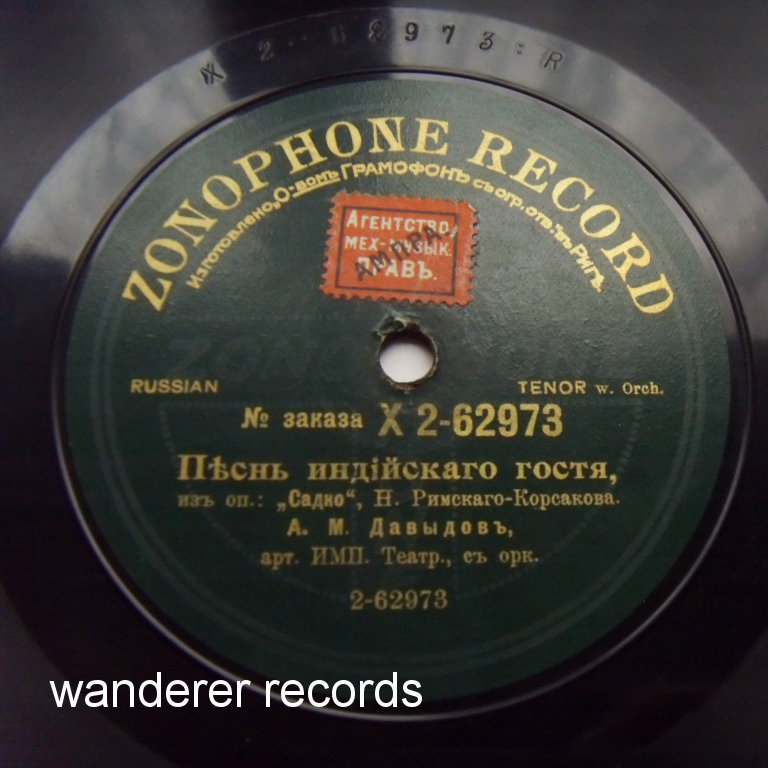 X 2-62973: R
ZONOPHONE RECORD
Изготовлено „О-вомъ ГРАМОФОНЪ съ огр. отв.“ въ Ригѣ.
АГЕНТСТВО
МЕХ-МУЗЫК.
ПРАВЪ.
АМПРА
RUSSIAN
TENOR w. Orch.
№ заказа X 2-62973
Пѣснь индійскаго гостя,
изъ оп.: „Садко“, Н. Римскаго-Корсакова.
А. М. Давыдовъ,
арт. ИМП. Театр., съ орк.
2-62973
wanderer records